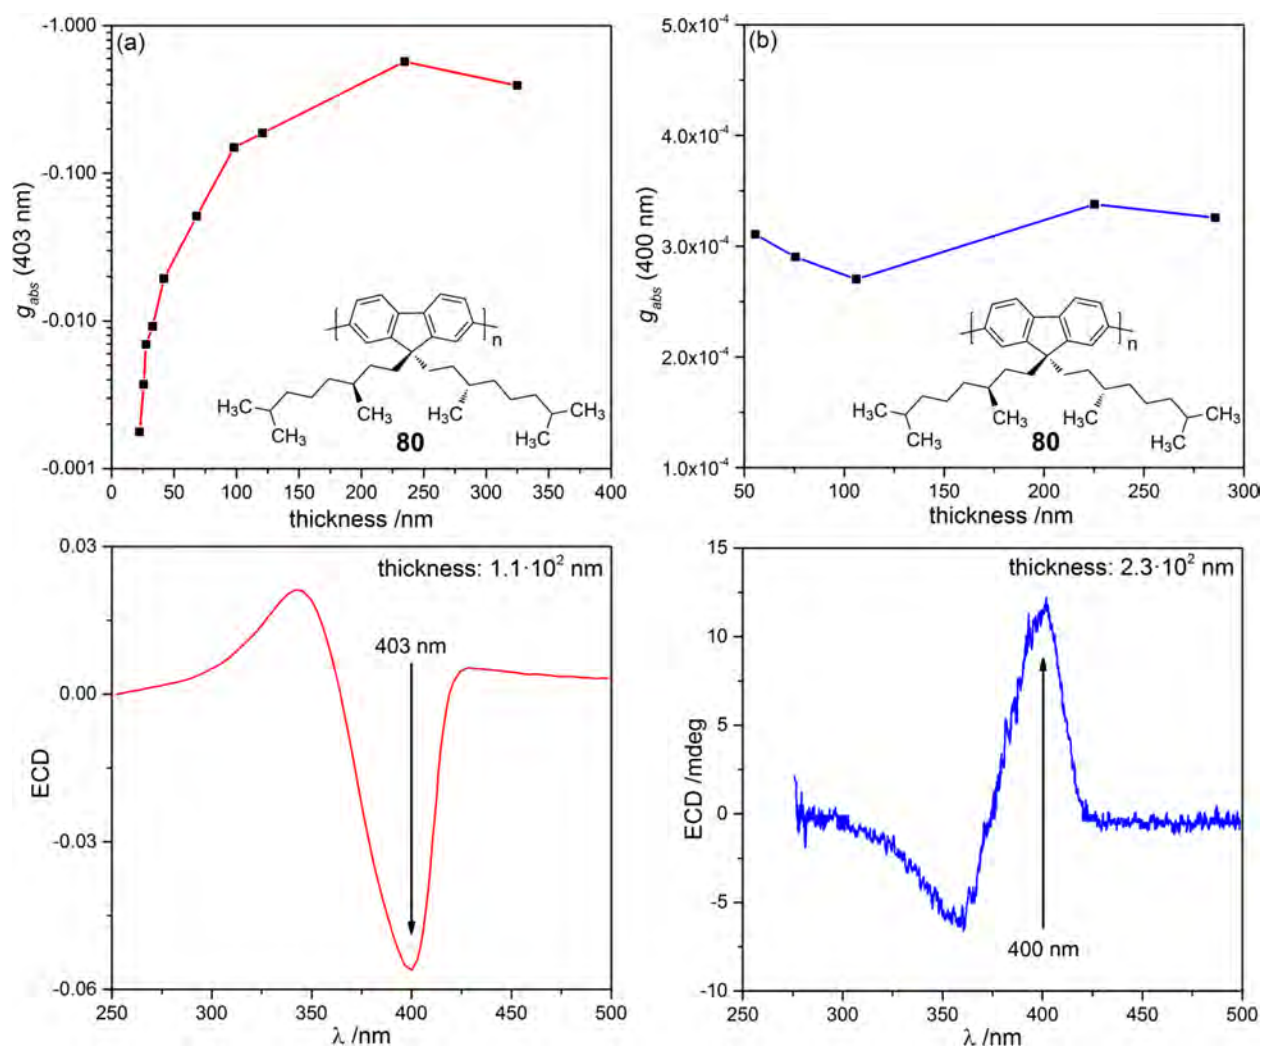 (a)
-1.000
-0.100
-0.010
-0.001
g_abs (403 nm)
0 50 100 150 200 250 300 350 400
thickness /nm
n
H₃C
CH₃
CH₃
H₃C
CH₃
H₃C
80
(b)
5.0x10⁻⁴
4.0x10⁻⁴
3.0x10⁻⁴
2.0x10⁻⁴
1.0x10⁻⁴
g_abs (400 nm)
50 100 150 200 250 300
thickness /nm
n
H₃C
CH₃
CH₃
H₃C
CH₃
H₃C
80
0.03
0.00
-0.03
-0.06
ECD
thickness: 1.1·10² nm
403 nm
250 300 350 400 450 500
λ /nm
15
10
5
0
-5
-10
ECD /mdeg
thickness: 2.3·10² nm
400 nm
250 300 350 400 450 500
λ /nm